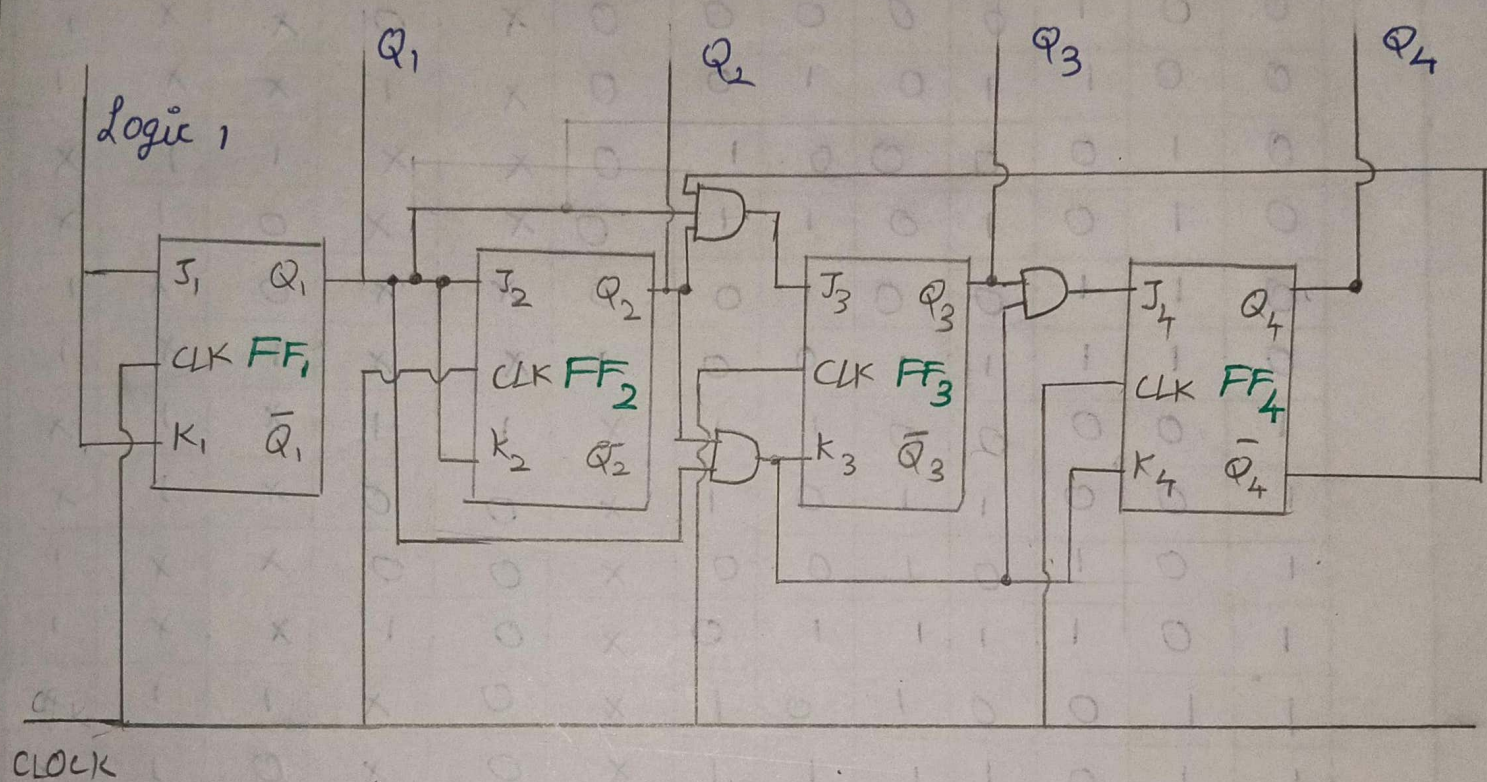 Q₁ Q₂ Q₃ Q₄
Logic 1
J₁ Q₁ J₂ Q₂ J₃ Q₃ J₄ Q₄
CLK FF₁ CLK FF₂ CLK FF₃ CLK FF₄
K₁ Q̅₁ K₂ Q̅₂ K₃ Q̅₃ K₄ Q̅₄
CLOCK